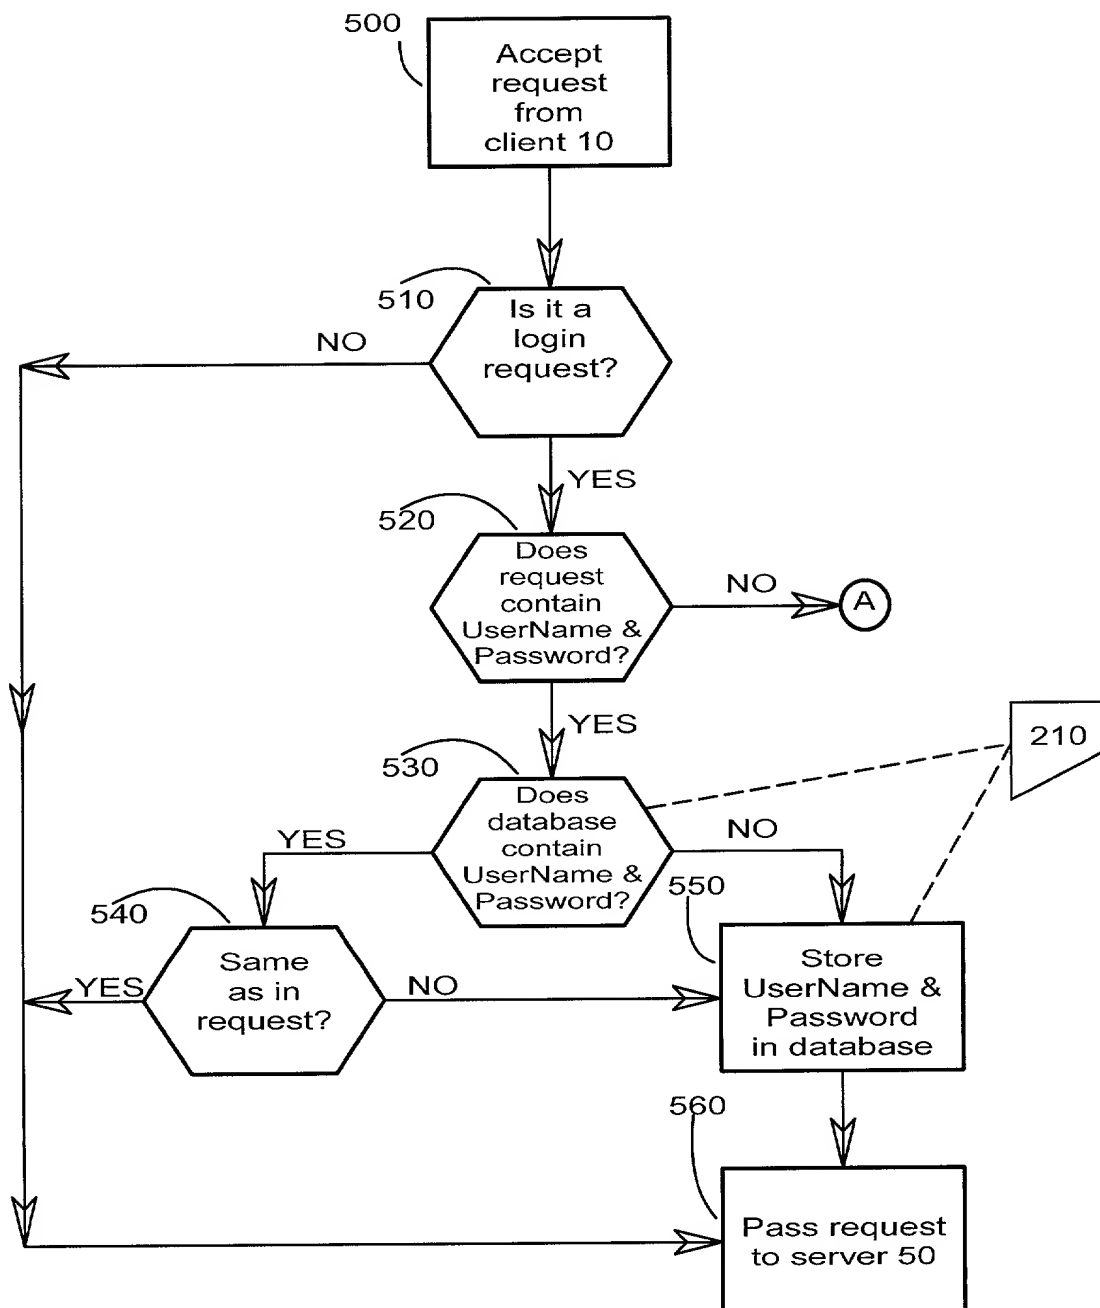 500
Accept
request
from
client 10
510
Is it a
login
request?
NO
YES
520
Does
request
contain
UserName &
Password?
NO
A
YES
210
530
Does
database
contain
UserName &
Password?
YES
NO
540
Same
as in
request?
YES
NO
550
Store
UserName &
Password
in database
560
Pass request
to server 50